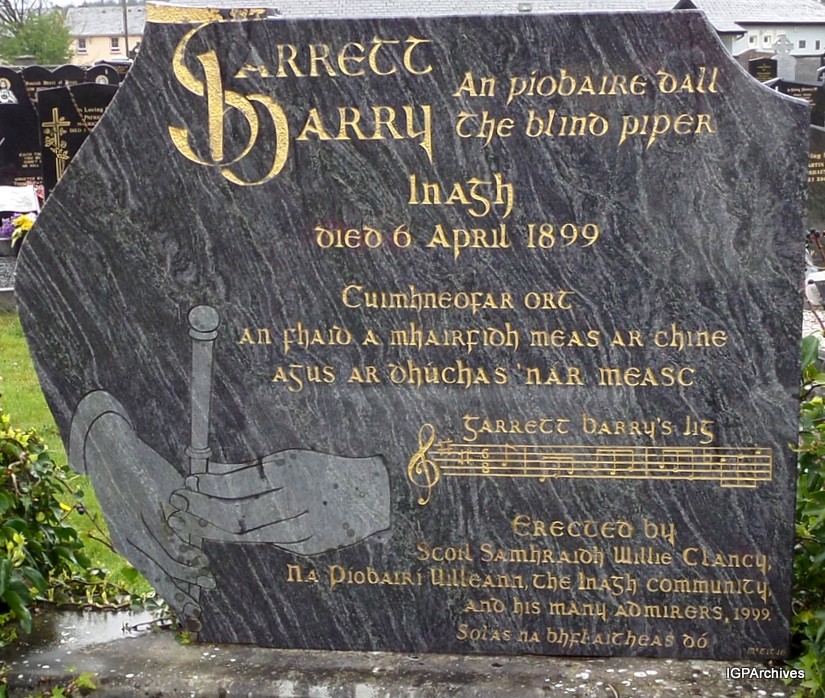 Garrett
Barry
An píobaire dall
The blind piper
Inagh
died 6 April 1899
Cuimhneofar ort
an fhaid a mhairfidh meas ar chine
agus ar dhúchas 'nár measc
Garrett Barry's Jig
6
8
Erected by
Scoil Samhraidh Willie Clancy,
Na Píobairí Uilleann, the Inagh community,
and his many admirers, 1999.
Solas na bhFlaitheas dó
IGPArchives